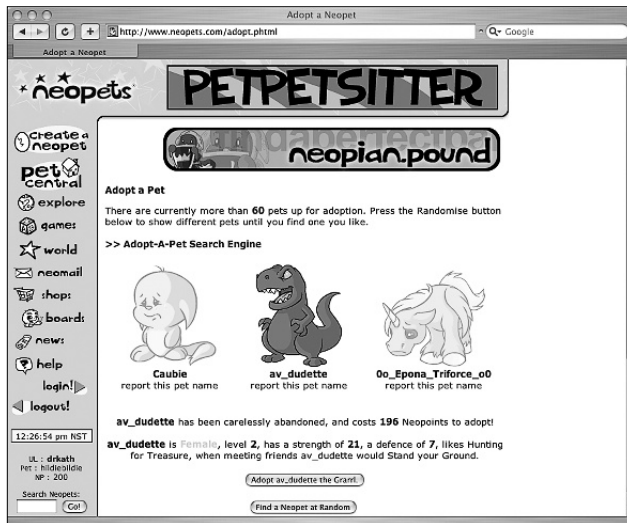 Adopt a Neopet
http://www.neopets.com/adopt.phtml
Google
Adopt a Neopet
neopets
PETPETSITTER
create a
neopet
neopian.pound
pet
central
explore
games
world
neomail
shops
boards
news
help
login!
logout!
12:26:54 pm NST
UL : drkath
Pet : hildiebildie
NP : 200
Search Neopets:
Go!
Adopt a Pet
There are currently more than 60 pets up for adoption. Press the Randomise button
below to show different pets until you find one you like.
>> Adopt-A-Pet Search Engine
Caubie
report this pet name
av_dudette
report this pet name
0o_Epona_Triforce_o0
report this pet name
av_dudette has been carelessly abandoned, and costs 196 Neopoints to adopt!
av_dudette is Female, level 2, has a strength of 21, a defence of 7, likes Hunting
for Treasure, when meeting friends av_dudette would Stand your Ground.
Adopt av_dudette the Grarrl.
Find a Neopet at Random